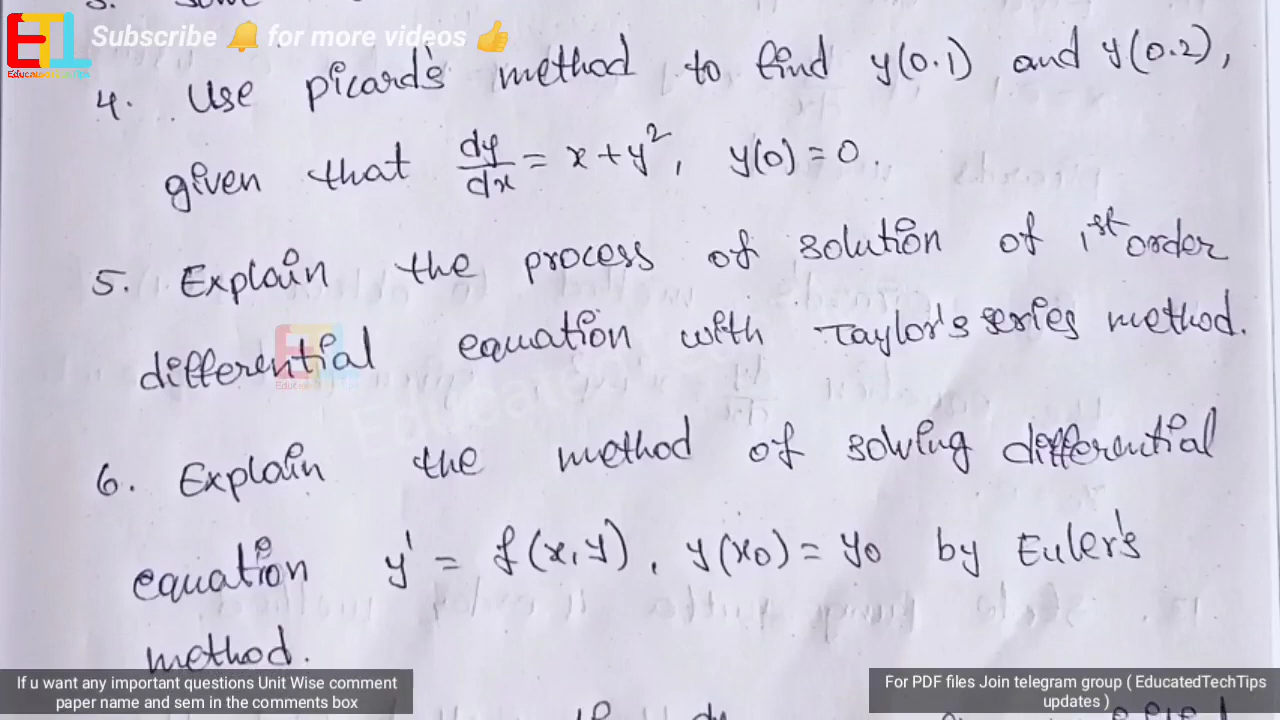 ETL
EducatedTechTips
Subscribe 🔔 for more videos 👍
4. Use picard's method to find y(0.1) and y(0.2),
given that dy/dx = x + y², y(0) = 0.
5. Explain the process of solution of 1st order
differential equation with Taylor's series method.
6. Explain the method of solving differential
equation y' = f(x,y), y(x₀) = y₀ by Euler's
method.
If u want any important questions Unit Wise comment
paper name and sem in the comments box
For PDF files Join telegram group ( EducatedTechTips
updates )